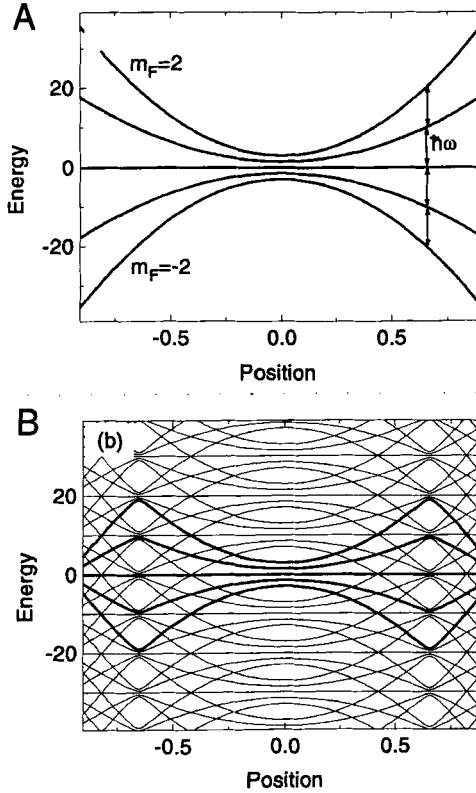 A
m_F=2
20
ħω
0
Energy
-20
m_F=-2
-0.5 0.0 0.5
Position
B
(b)
20
0
Energy
-20
-0.5 0.0 0.5
Position